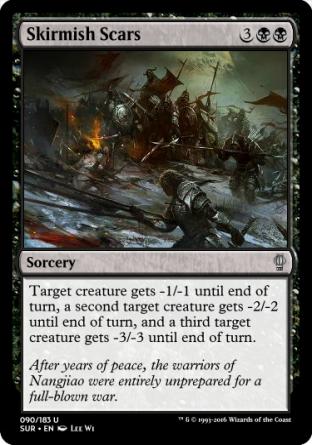 Skirmish Scars 3
Sorcery
Target creature gets -1/-1 until end of
turn, a second target creature gets -2/-2
until end of turn, and a third target
creature gets -3/-3 until end of turn.
After years of peace, the warriors of
Nangjiao were entirely unprepared for a
full-blown war.
090/183 U
SUR • EN LEE WI
™ & © 1993-2016 Wizards of the Coast